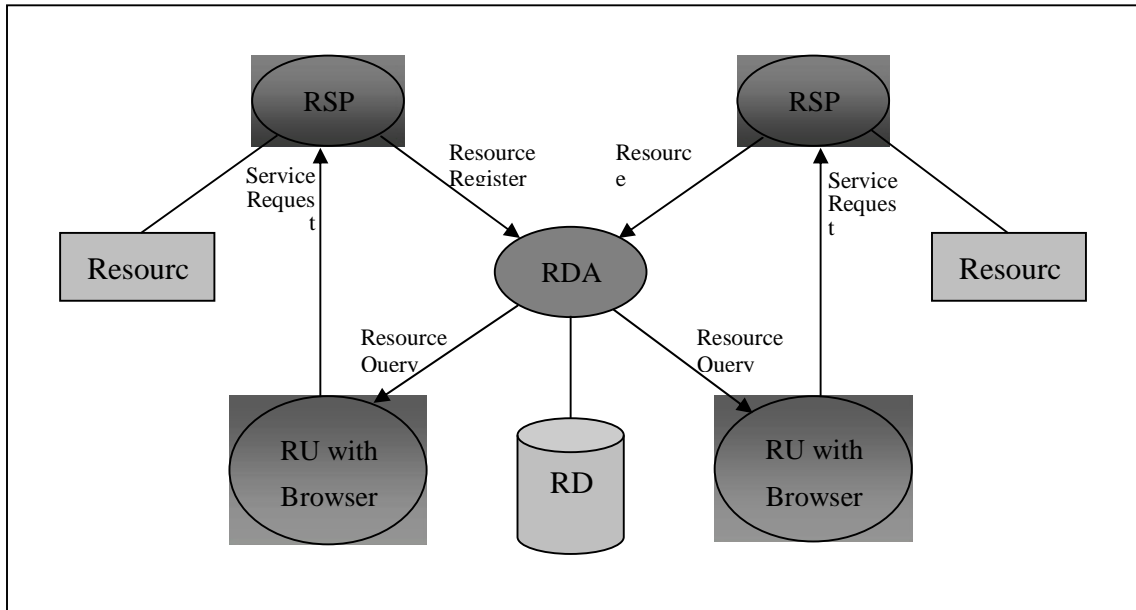 RSP
RSP
Resource
Register
Resourc
e
Service
Reques
t
Service
Reques
t
Resourc
Resourc
RDA
Resource
Query
Resource
Query
RU with
Browser
RD
RU with
Browser